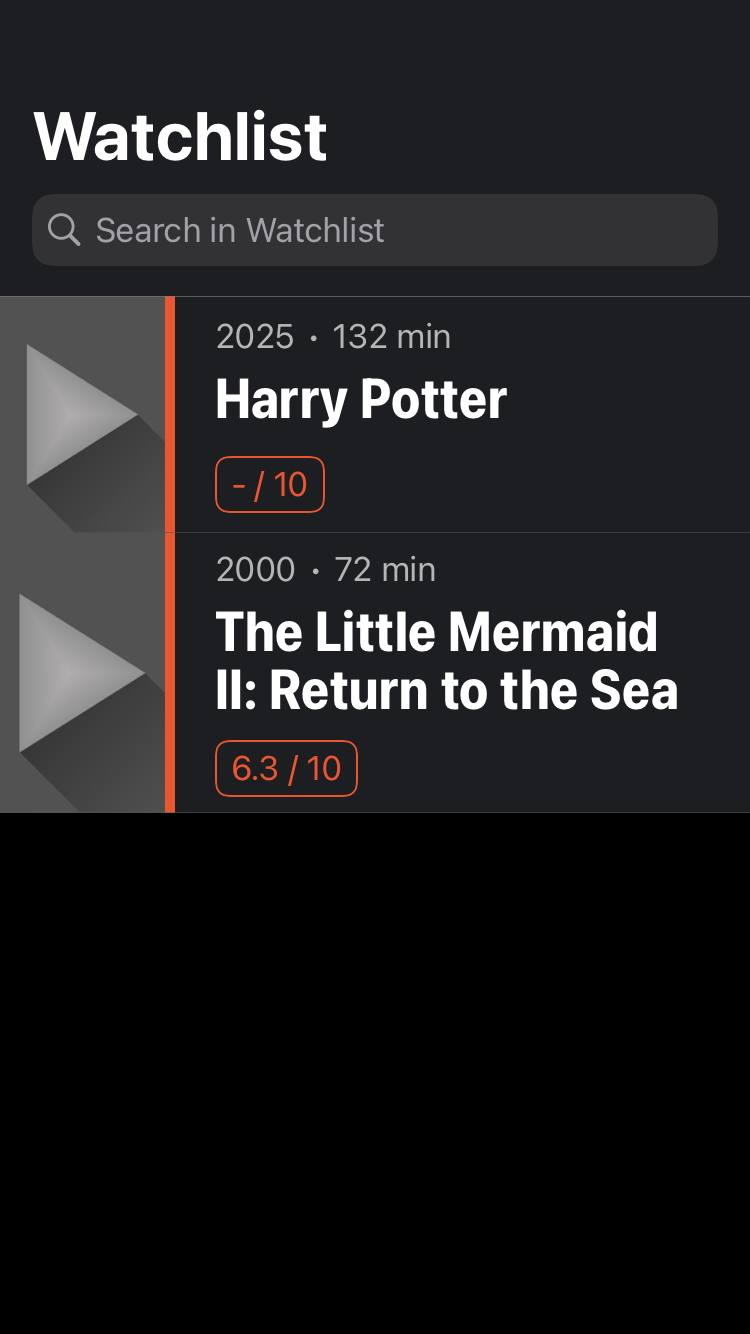 Watchlist
Search in Watchlist
2025 · 132 min
Harry Potter
- / 10
2000 · 72 min
The Little Mermaid
II: Return to the Sea
6.3 / 10